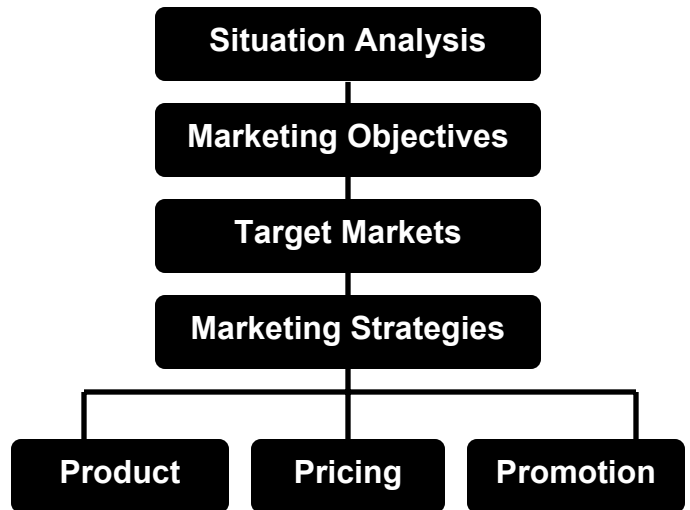 Situation Analysis
Marketing Objectives
Target Markets
Marketing Strategies
Product
Pricing
Promotion